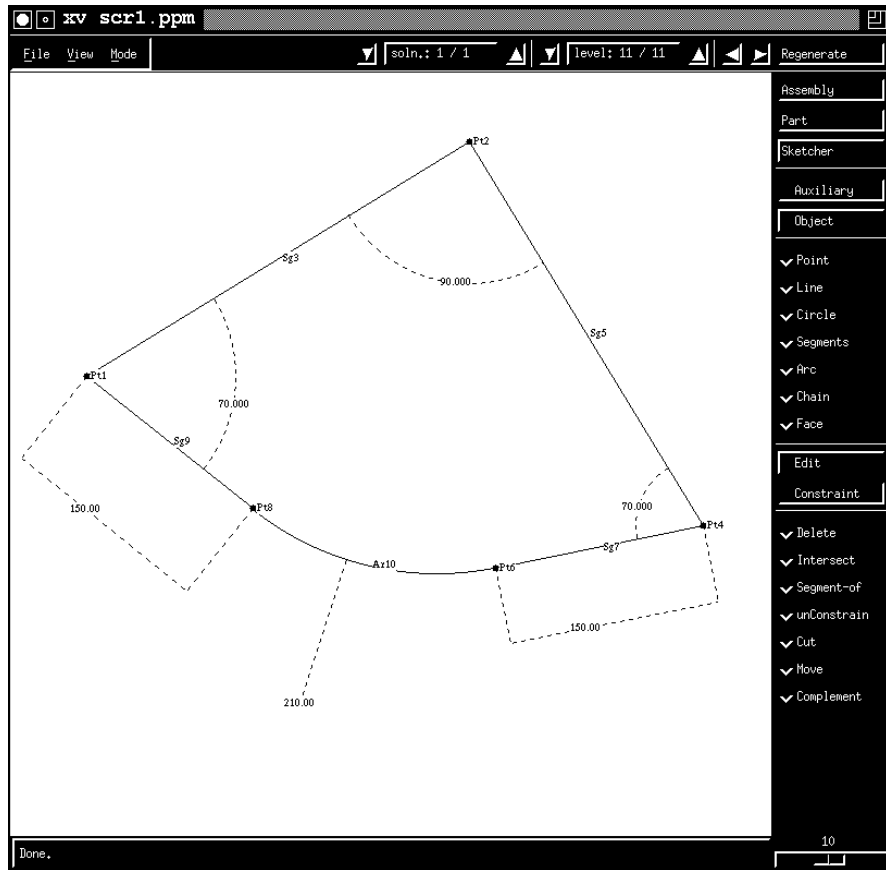 xv scr1.ppm
File View Mode soln.: 1 / 1 level: 11 / 11 Regenerate
Assembly
Part
Sketcher
Auxiliary
Object
Point
Line
Circle
Segments
Arc
Chain
Face
Edit
Constraint
Delete
Intersect
Segment-of
unConstrain
Cut
Move
Complement
Pt2
Sg3
90.000
Sg5
Pt1
70.000
Sg9
150.00
Pt8
70.000
Pt4
Sg7
Ar10
Pt6
150.00
210.00
Done.
10